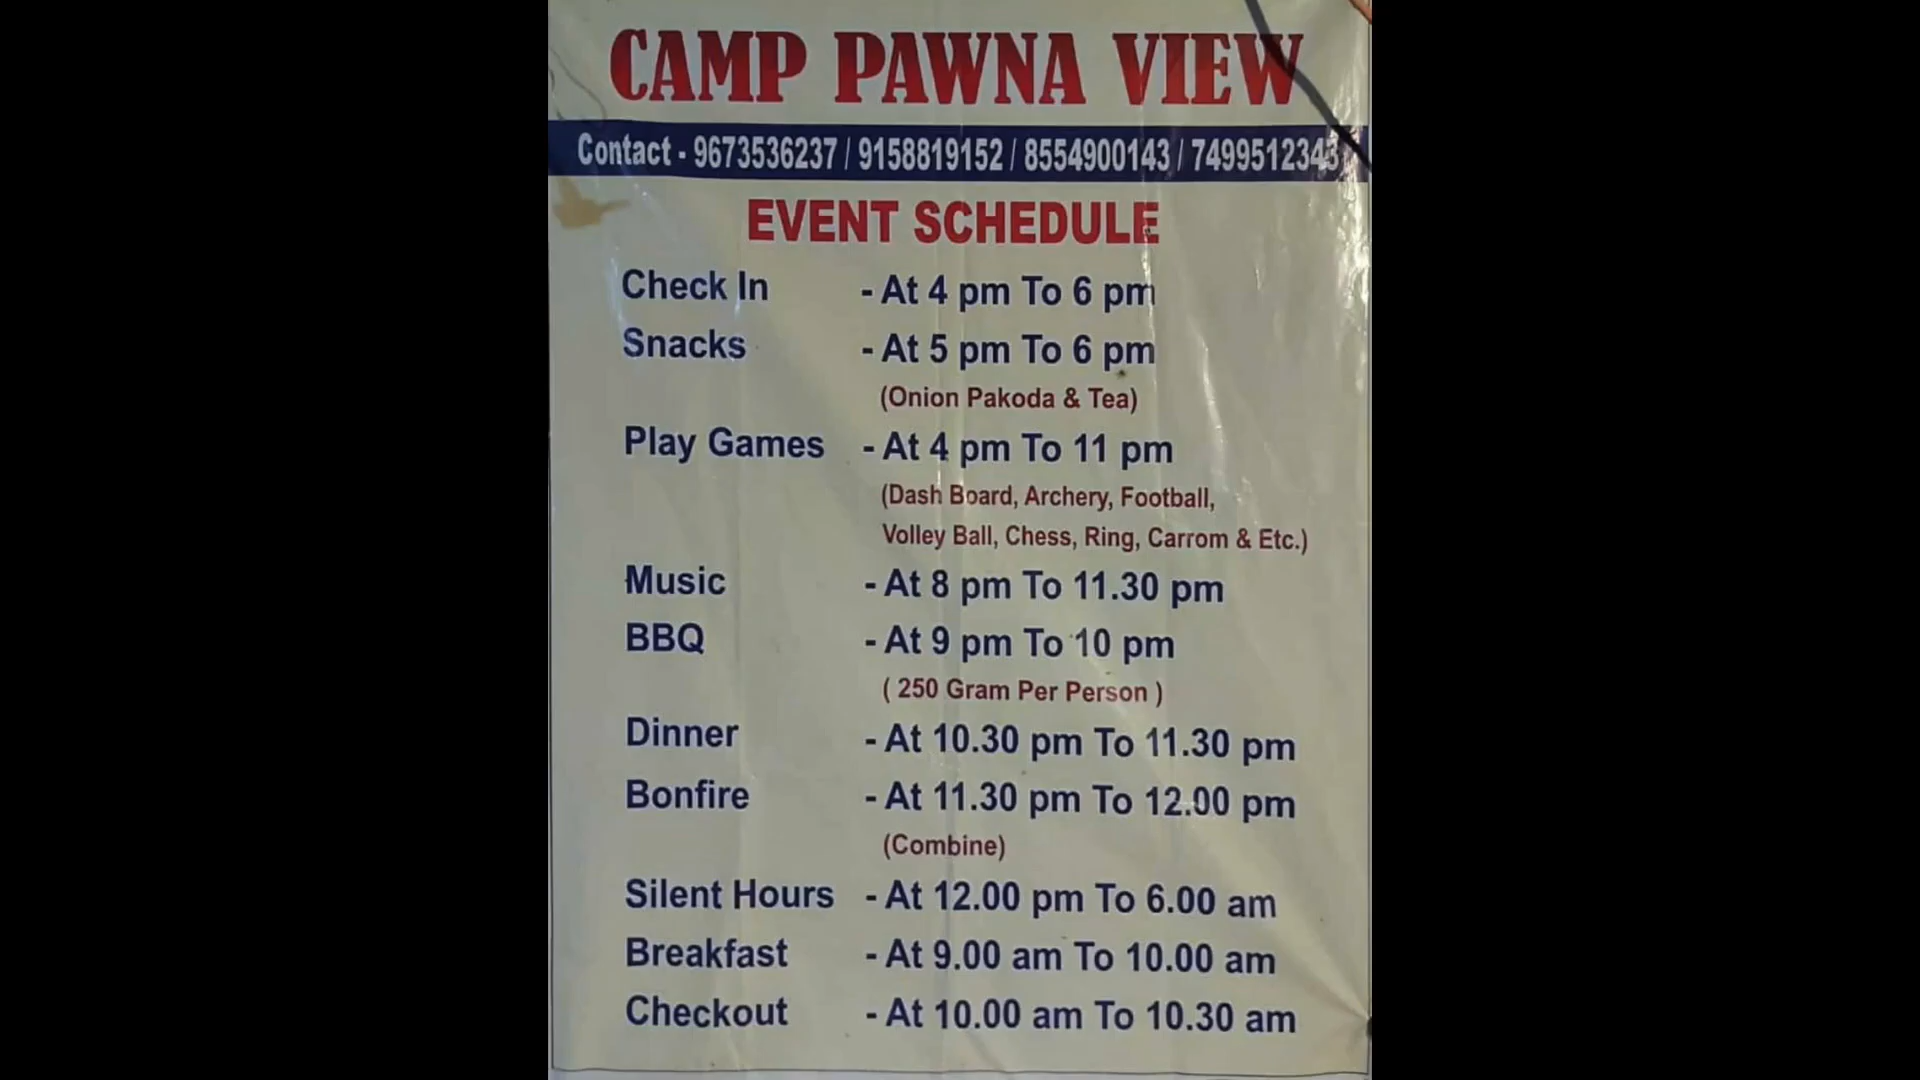 CAMP PAWNA VIEW
Contact - 9673536237 / 9158819152 / 8554900143 / 7499512343
EVENT SCHEDULE
Check In - At 4 pm To 6 pm
Snacks - At 5 pm To 6 pm
(Onion Pakoda & Tea)
Play Games - At 4 pm To 11 pm
(Dash Board, Archery, Football,
Volley Ball, Chess, Ring, Carrom & Etc.)
Music - At 8 pm To 11.30 pm
BBQ - At 9 pm To 10 pm
( 250 Gram Per Person )
Dinner - At 10.30 pm To 11.30 pm
Bonfire - At 11.30 pm To 12.00 pm
(Combine)
Silent Hours - At 12.00 pm To 6.00 am
Breakfast - At 9.00 am To 10.00 am
Checkout - At 10.00 am To 10.30 am